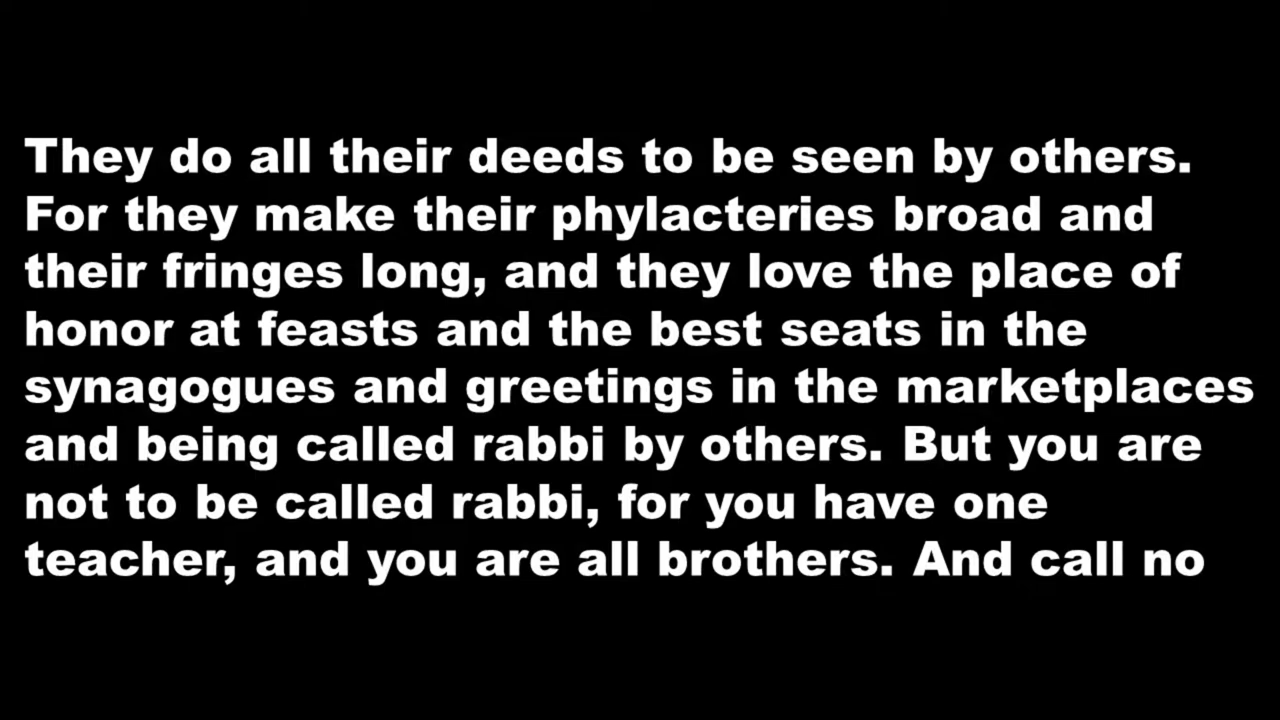 They do all their deeds to be seen by others.
For they make their phylacteries broad and
their fringes long, and they love the place of
honor at feasts and the best seats in the
synagogues and greetings in the marketplaces
and being called rabbi by others. But you are
not to be called rabbi, for you have one
teacher, and you are all brothers. And call no